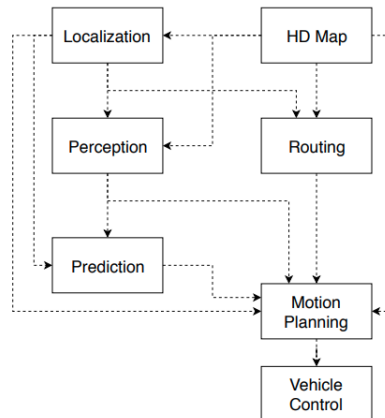 Localization
HD Map
Perception
Routing
Prediction
Motion
Planning
Vehicle
Control